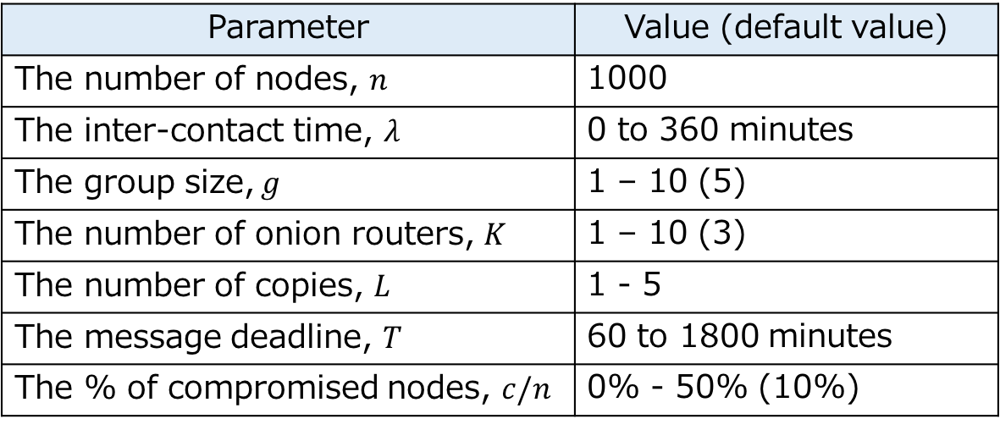 Parameter Value (default value)
The number of nodes, n 1000
The inter-contact time, λ 0 to 360 minutes
The group size, g 1 – 10 (5)
The number of onion routers, K 1 – 10 (3)
The number of copies, L 1 - 5
The message deadline, T 60 to 1800 minutes
The % of compromised nodes, c/n 0% - 50% (10%)